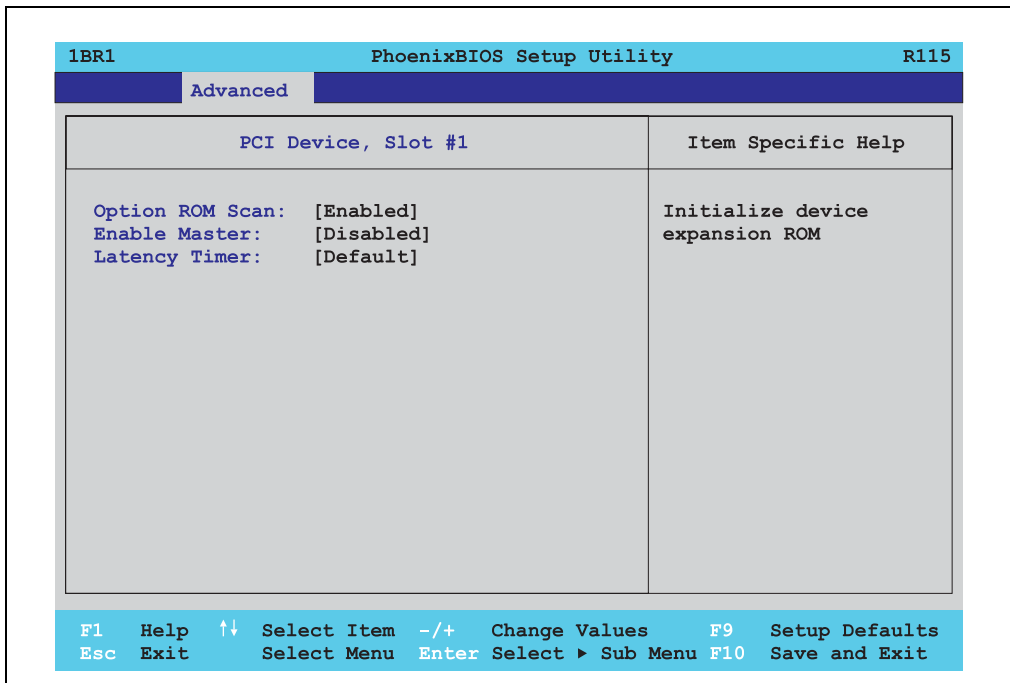 1BR1 PhoenixBIOS Setup Utility R115
Advanced
PCI Device, Slot #1
Item Specific Help
Option ROM Scan: [Enabled]
Enable Master: [Disabled]
Latency Timer: [Default]
Initialize device
expansion ROM
F1 Help ↑↓ Select Item -/+ Change Values F9 Setup Defaults
Esc Exit Select Menu Enter Select ▶ Sub Menu F10 Save and Exit